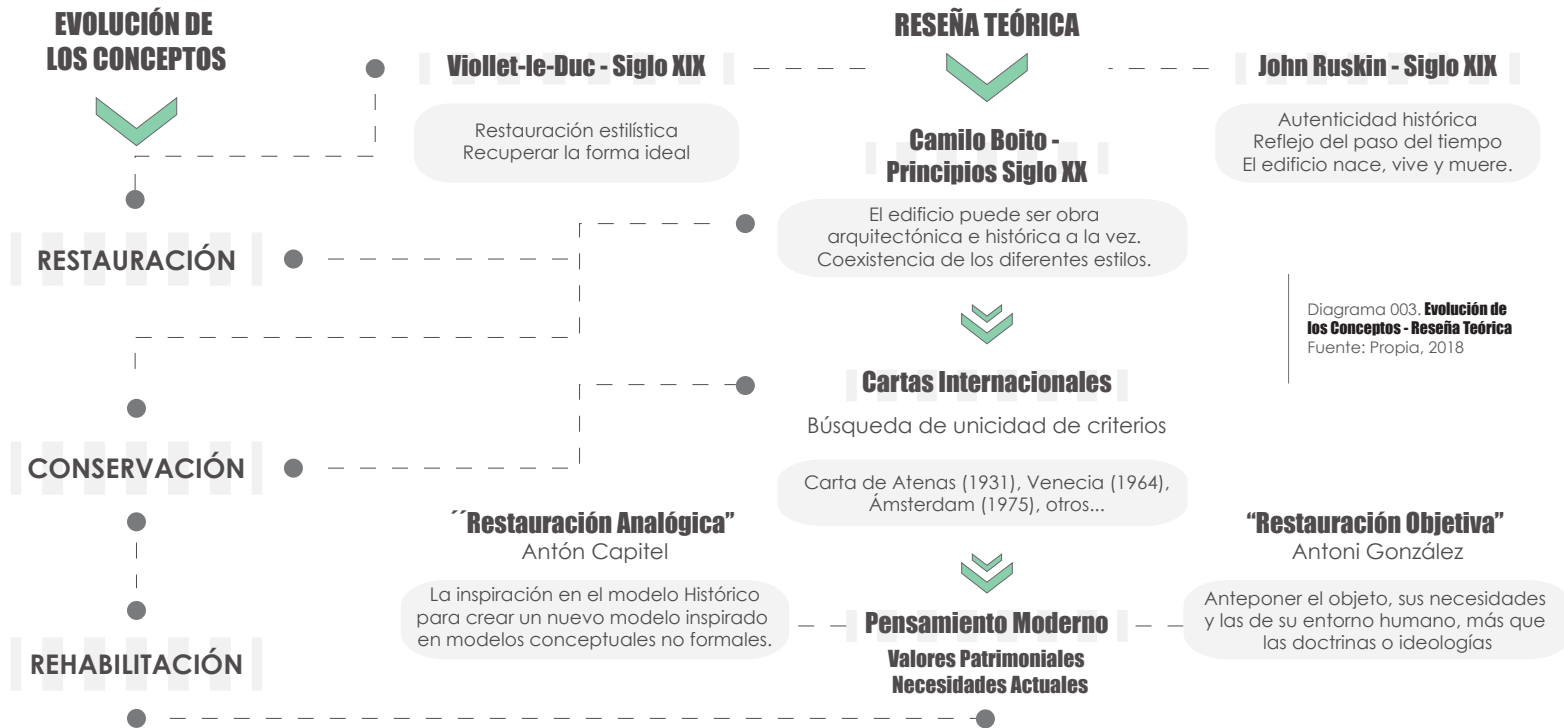 EVOLUCIÓN DE
LOS CONCEPTOS
RESTAURACIÓN
CONSERVACIÓN
REHABILITACIÓN
RESEÑA TEÓRICA
Viollet-le-Duc - Siglo XIX
Restauración estilística
Recuperar la forma ideal
John Ruskin - Siglo XIX
Autenticidad histórica
Reflejo del paso del tiempo
El edificio nace, vive y muere.
Camilo Boito -
Principios Siglo XX
El edificio puede ser obra
arquitectónica e histórica a la vez.
Coexistencia de los diferentes estilos.
Diagrama 003. Evolución de
los Conceptos - Reseña Teórica
Fuente: Propia, 2018
Cartas Internacionales
Búsqueda de unicidad de criterios
Carta de Atenas (1931), Venecia (1964),
Ámsterdam (1975), otros...
´´Restauración Analógica”
Antón Capitel
La inspiración en el modelo Histórico
para crear un nuevo modelo inspirado
en modelos conceptuales no formales.
“Restauración Objetiva”
Antoni González
Anteponer el objeto, sus necesidades
y las de su entorno humano, más que
las doctrinas o ideologías
Pensamiento Moderno
Valores Patrimoniales
Necesidades Actuales